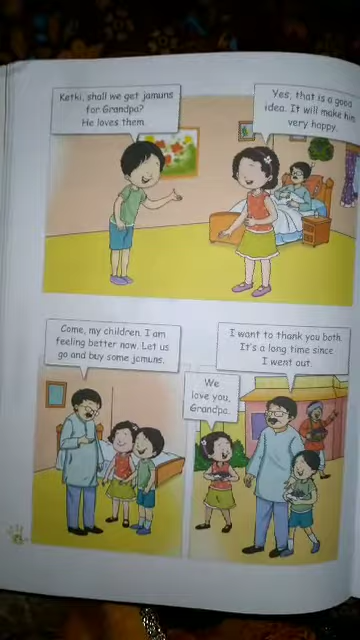 Kethi, shall we get jamuns
for Grandpa?
He loves them.
Yes, that is a good
idea. It will make him
very happy.
Come, my children. I am
feeling better now. Let us
go and buy some jamuns.
I want to thank you both.
It's a long time since
I went out.
We
love you,
Grandpa.